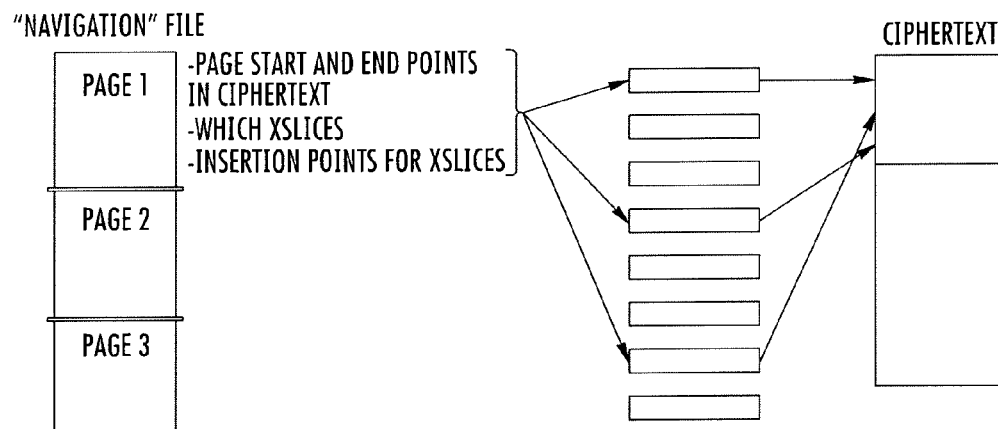 "NAVIGATION" FILE
CIPHERTEXT
PAGE 1
-PAGE START AND END POINTS
IN CIPHERTEXT
-WHICH XSLICES
-INSERTION POINTS FOR XSLICES
PAGE 2
PAGE 3